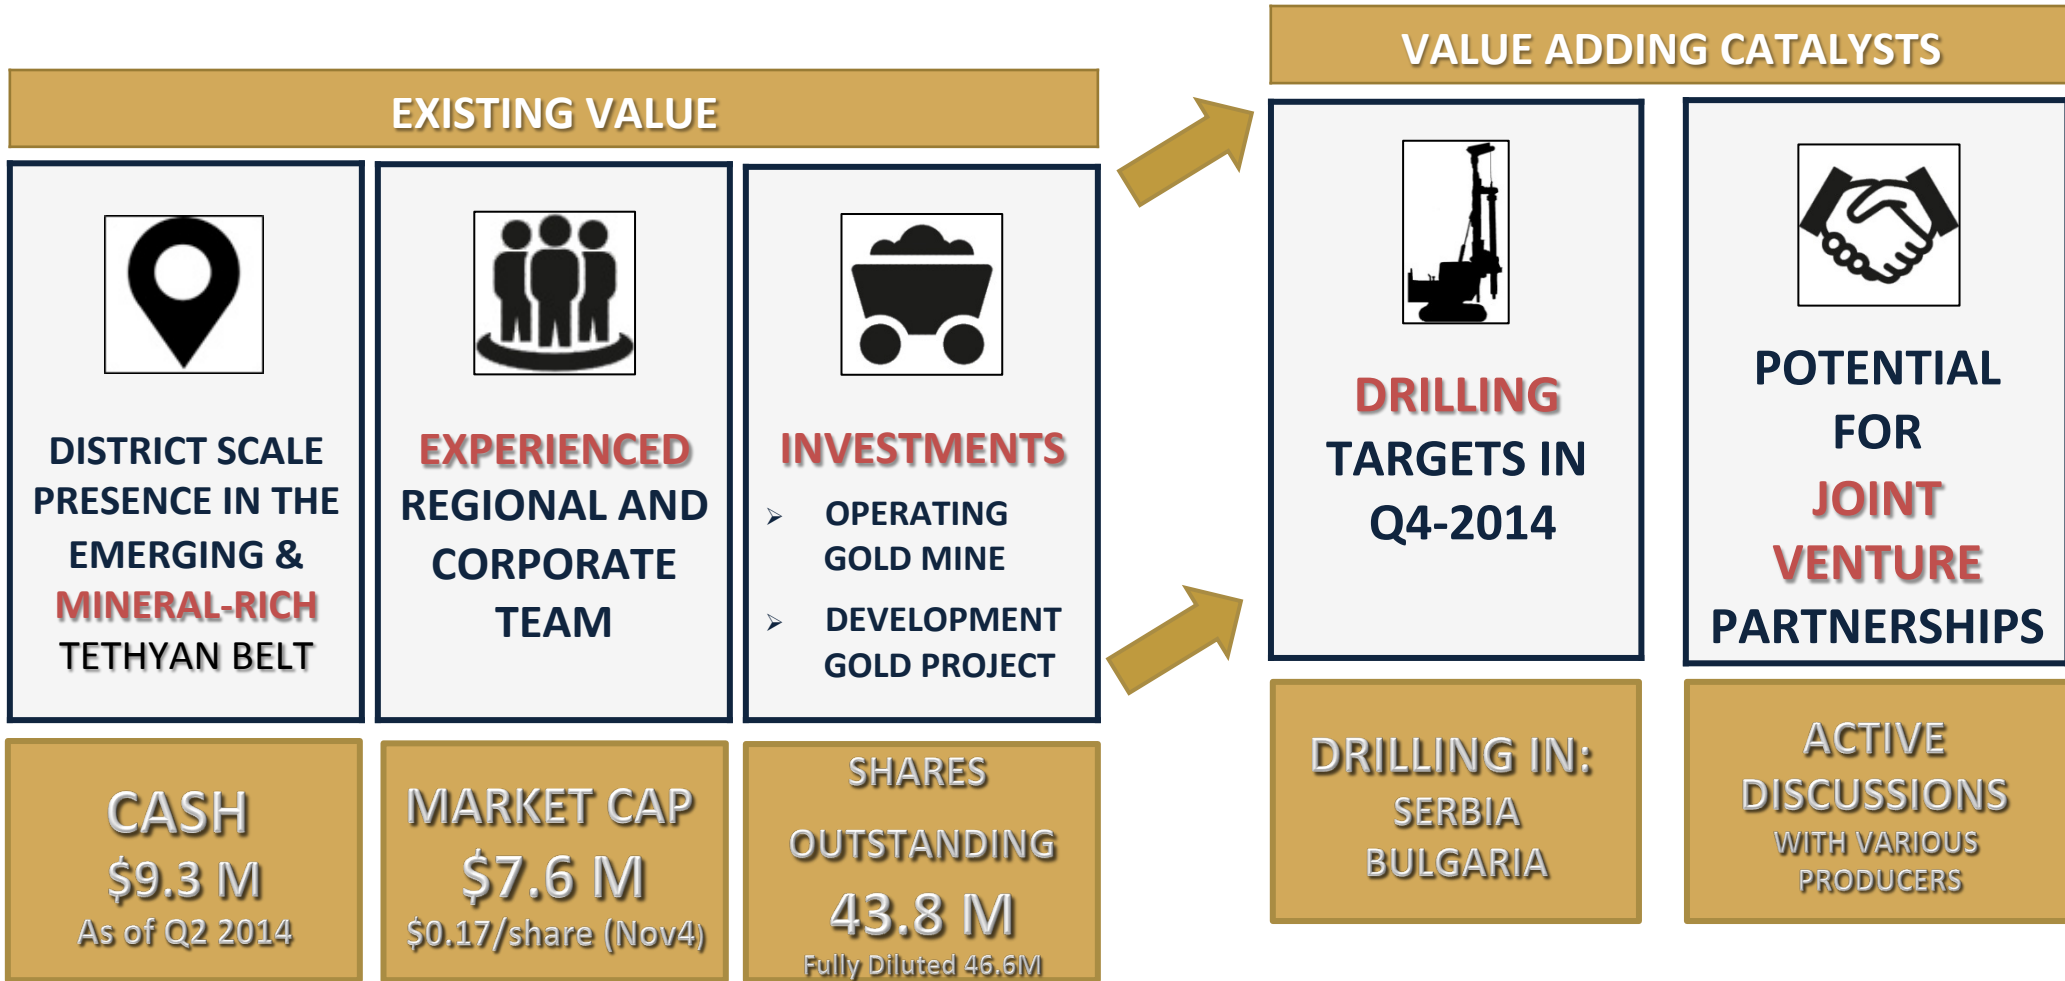 EXISTING VALUE
DISTRICT SCALE
PRESENCE IN THE
EMERGING &
MINERAL-RICH
TETHYAN BELT
EXPERIENCED
REGIONAL AND
CORPORATE
TEAM
INVESTMENTS
➢ OPERATING
GOLD MINE
➢ DEVELOPMENT
GOLD PROJECT
CASH
$9.3 M
As of Q2 2014
MARKET CAP
$7.6 M
$0.17/share (Nov4)
SHARES
OUTSTANDING
43.8 M
Fully Diluted 46.6M
VALUE ADDING CATALYSTS
DRILLING
TARGETS IN
Q4-2014
POTENTIAL
FOR
JOINT
VENTURE
PARTNERSHIPS
DRILLING IN:
SERBIA
BULGARIA
ACTIVE
DISCUSSIONS
WITH VARIOUS
PRODUCERS